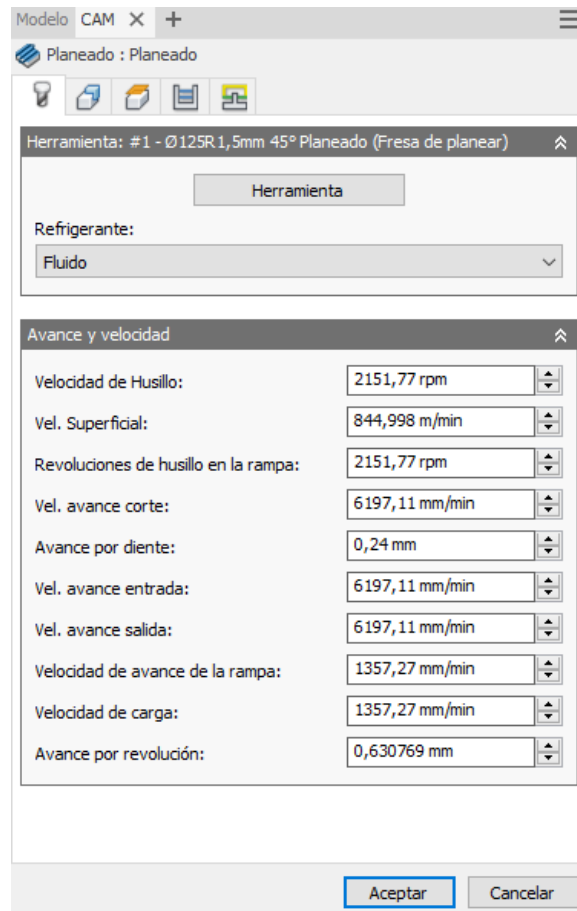 Modelo CAM
Planeado : Planeado
Herramienta: #1 - Ø125R1,5mm 45° Planeado (Fresa de planear)
Herramienta
Refrigerante:
Fluido
Avance y velocidad
Velocidad de Husillo: 2151,77 rpm
Vel. Superficial: 844,998 m/min
Revoluciones de husillo en la rampa: 2151,77 rpm
Vel. avance corte: 6197,11 mm/min
Avance por diente: 0,24 mm
Vel. avance entrada: 6197,11 mm/min
Vel. avance salida: 6197,11 mm/min
Velocidad de avance de la rampa: 1357,27 mm/min
Velocidad de carga: 1357,27 mm/min
Avance por revolución: 0,630769 mm
Aceptar Cancelar